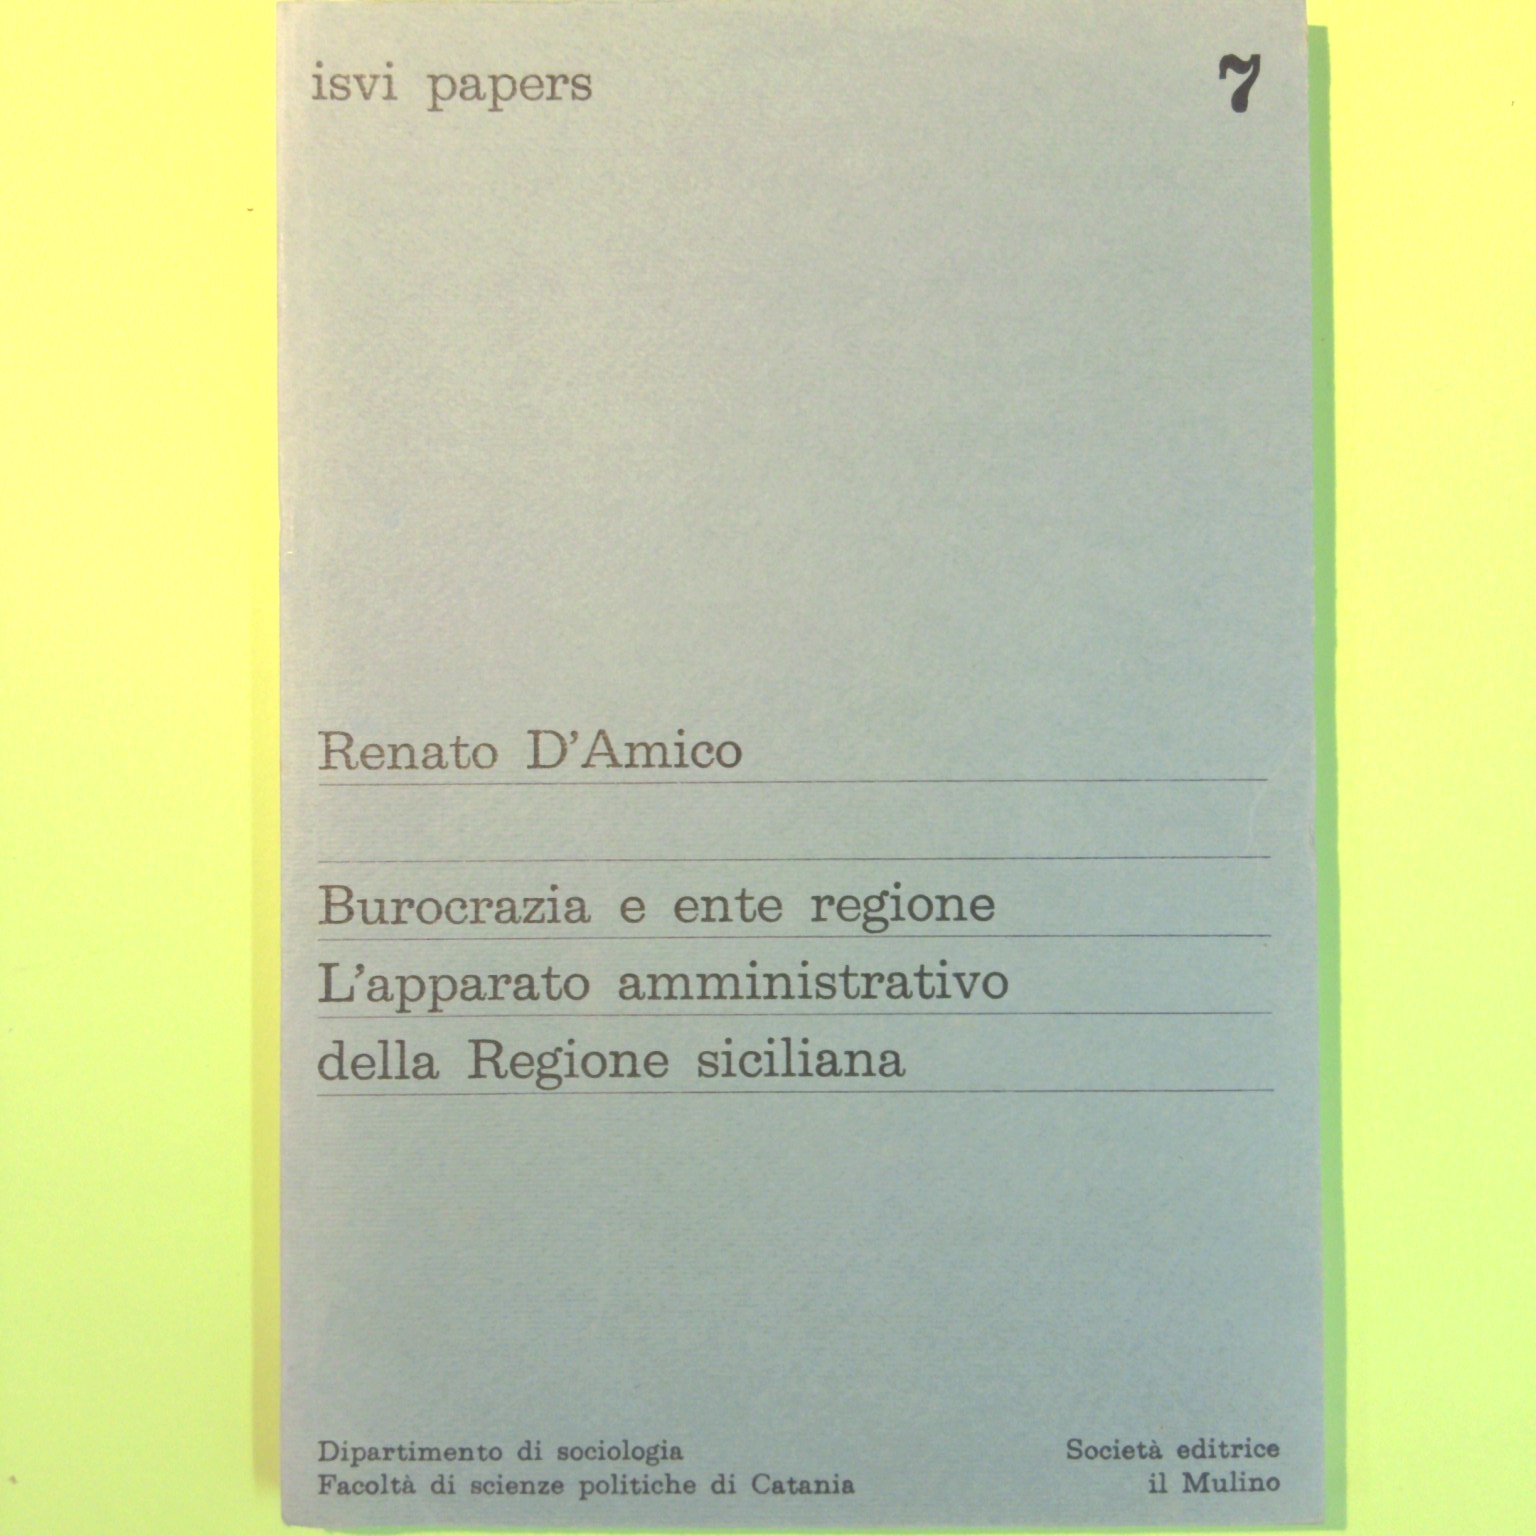 isvi papers
7
Renato D'Amico
Burocrazia e ente regione
L'apparato amministrativo
della Regione siciliana
Dipartimento di sociologia
Facoltà di scienze politiche di Catania
Società editrice
il Mulino